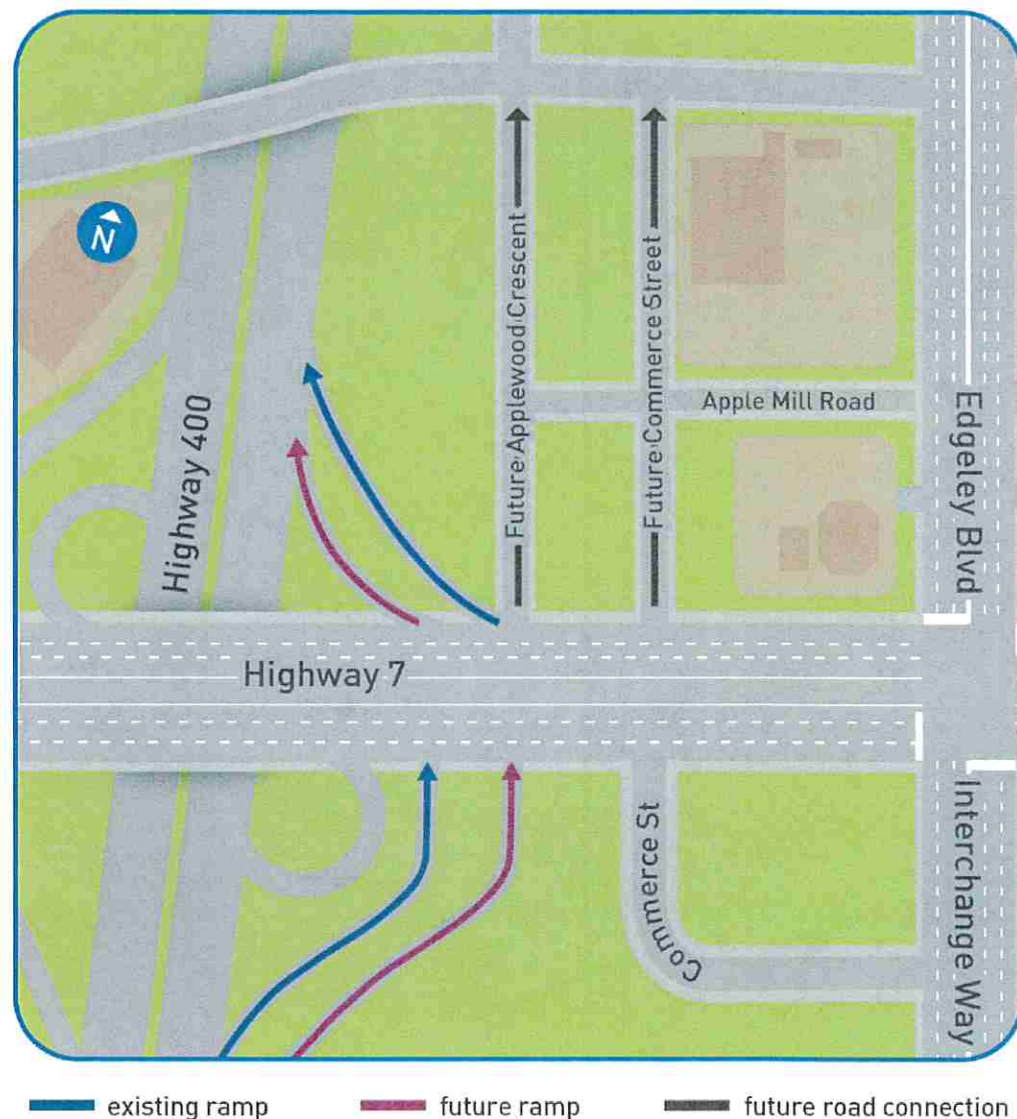 N
Highway 400
Future Applewood Crescent
Future Commerce Street
Apple Mill Road
Edgeley Blvd
Highway 7
Commerce St
Interchange Way
existing ramp
future ramp
future road connection